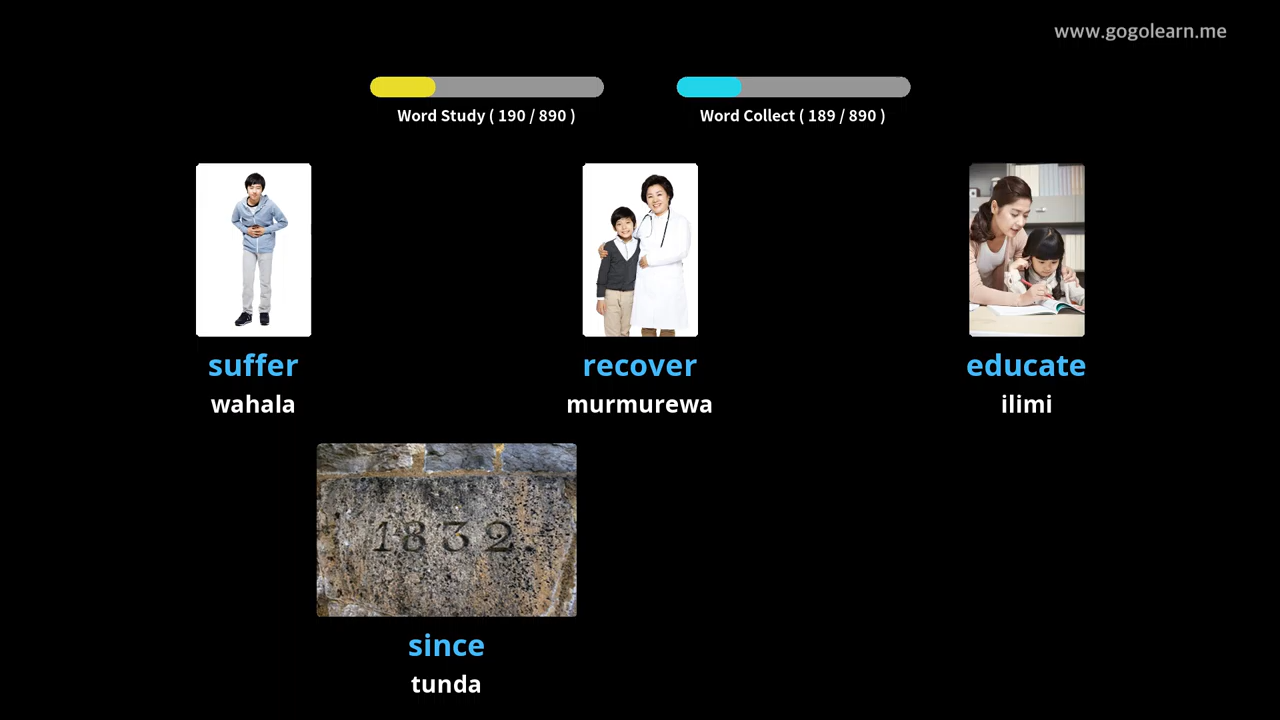 www.gogolearn.me
Word Study ( 190 / 890 )
Word Collect ( 189 / 890 )
suffer
wahala
recover
murmurewa
educate
ilimi
1832
since
tunda